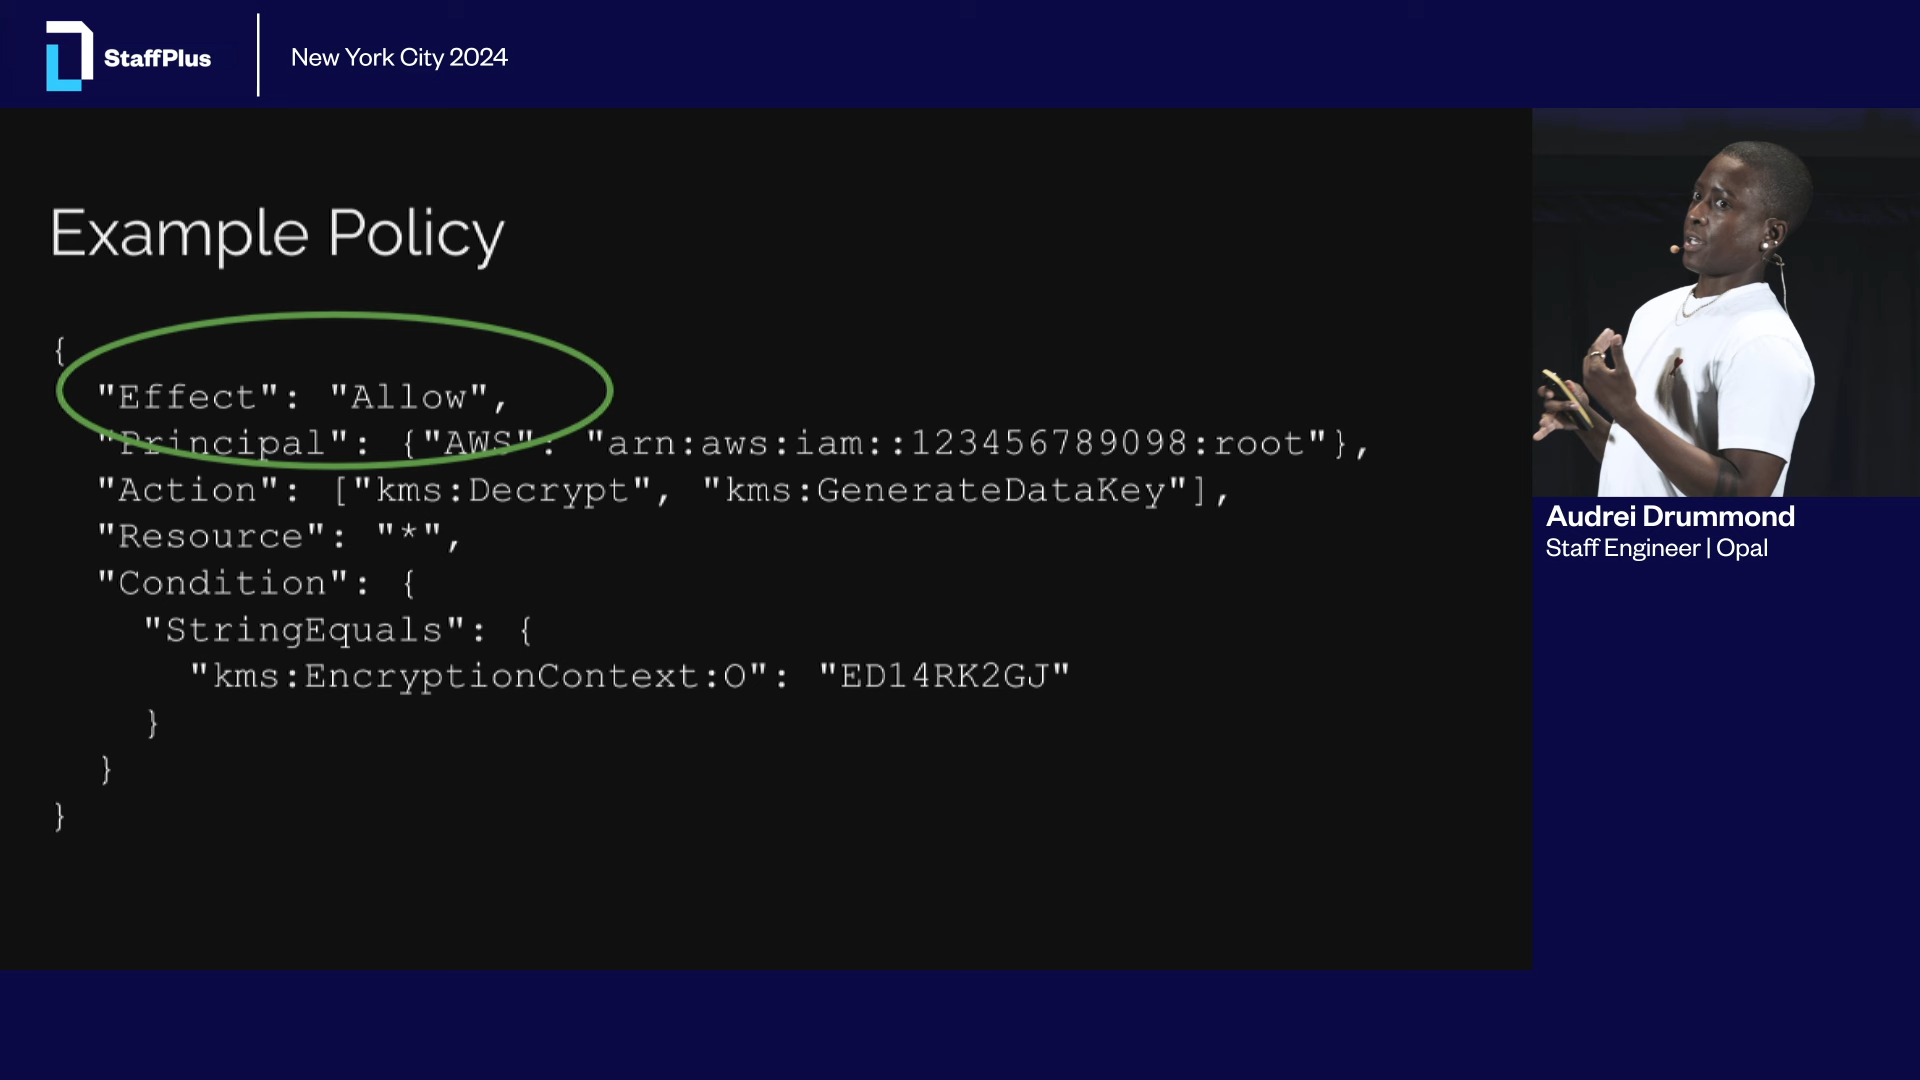 StaffPlus
New York City 2024
Example Policy
{
"Effect": "Allow",
"Principal": {"AWS": "arn:aws:iam::123456789098:root"},
"Action": ["kms:Decrypt", "kms:GenerateDataKey"],
"Resource": "*",
"Condition": {
"StringEquals": {
"kms:EncryptionContext:O": "ED14RK2GJ"
}
}
}
Audrei Drummond
Staff Engineer | Opal